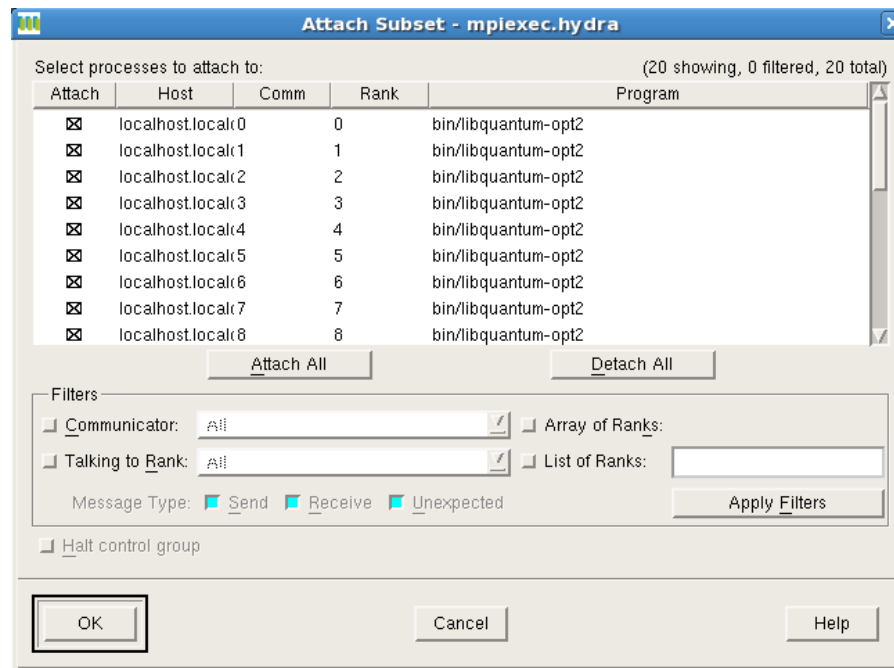 Attach Subset - mpiexec.hydra
Select processes to attach to: (20 showing, 0 filtered, 20 total)
Attach Host Comm Rank Program
localhost.local 0 0 bin/libquantum-opt2
localhost.local 1 1 bin/libquantum-opt2
localhost.local 2 2 bin/libquantum-opt2
localhost.local 3 3 bin/libquantum-opt2
localhost.local 4 4 bin/libquantum-opt2
localhost.local 5 5 bin/libquantum-opt2
localhost.local 6 6 bin/libquantum-opt2
localhost.local 7 7 bin/libquantum-opt2
localhost.local 8 8 bin/libquantum-opt2
Attach All Detach All
Filters
Communicator: All Array of Ranks:
Talking to Rank: All List of Ranks:
Message Type: Send Receive Unexpected Apply Filters
Halt control group
OK Cancel Help